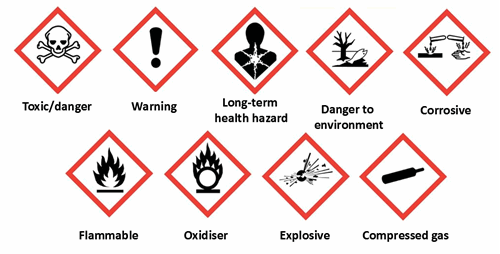 Toxic/danger
Warning
Long-term
health hazard
Danger to
environment
Corrosive
Flammable
Oxidiser
Explosive
Compressed gas